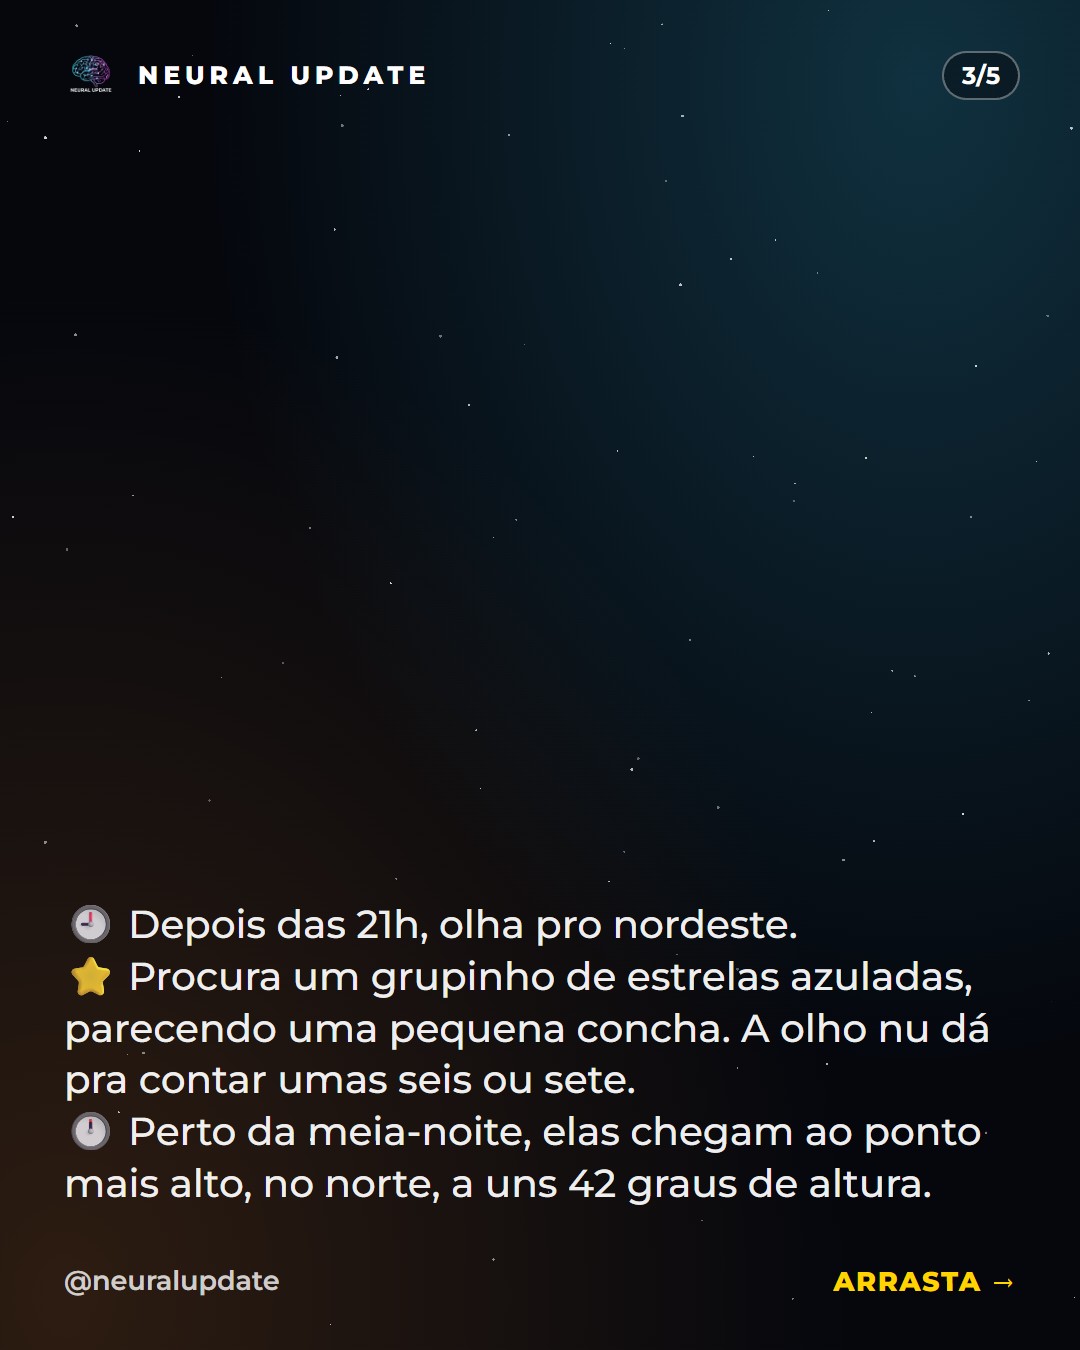 NEURAL UPDATE
NEURAL UPDATE
3/5
🕘 Depois das 21h, olha pro nordeste.
⭐ Procura um grupinho de estrelas azuladas,
parecendo uma pequena concha. A olho nu dá
pra contar umas seis ou sete.
🕛 Perto da meia-noite, elas chegam ao ponto
mais alto, no norte, a uns 42 graus de altura.
@neuralupdate
ARRASTA →